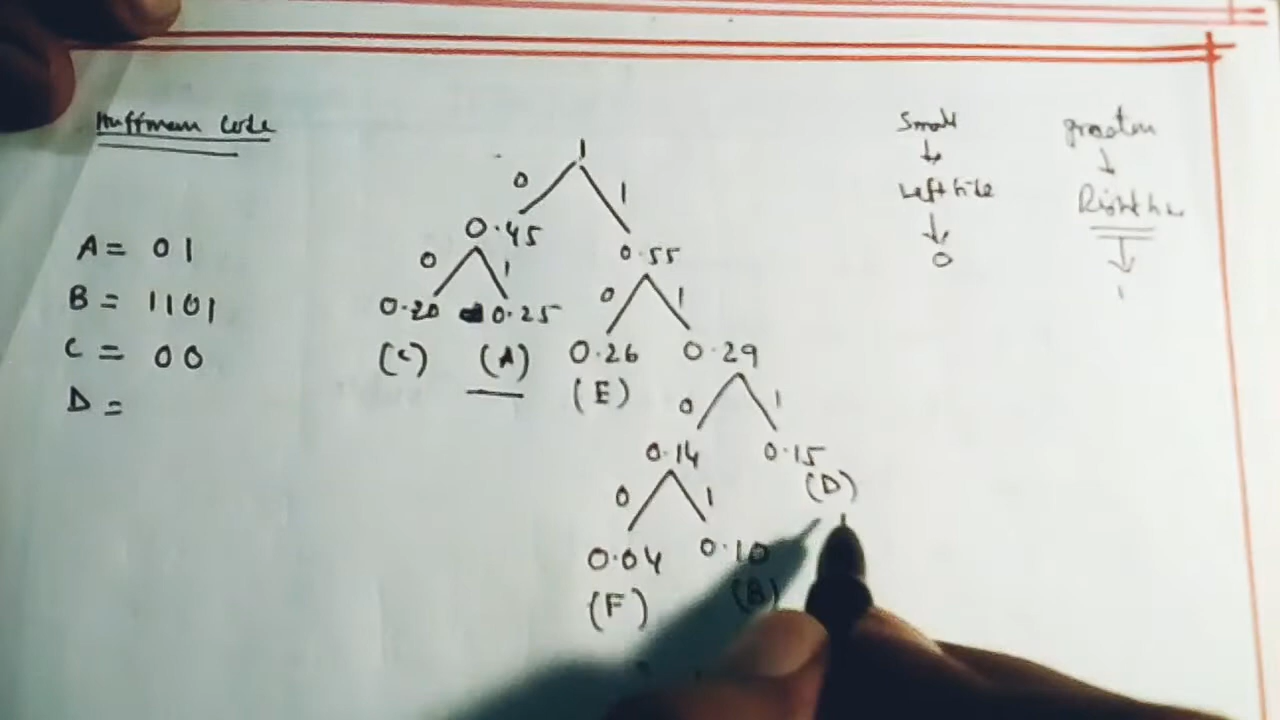 Huffman Code
A = 01
B = 1101
C = 00
D =
1
0 1
0.45 0.55
0 1 0 1
0.20 0.25 0.26 0.29
(C) (A) (E)
0 1
0.14 0.15
(D)
0 1
0.04 0.10
(F) (B)
Small
Left side
0
greater
Right
1